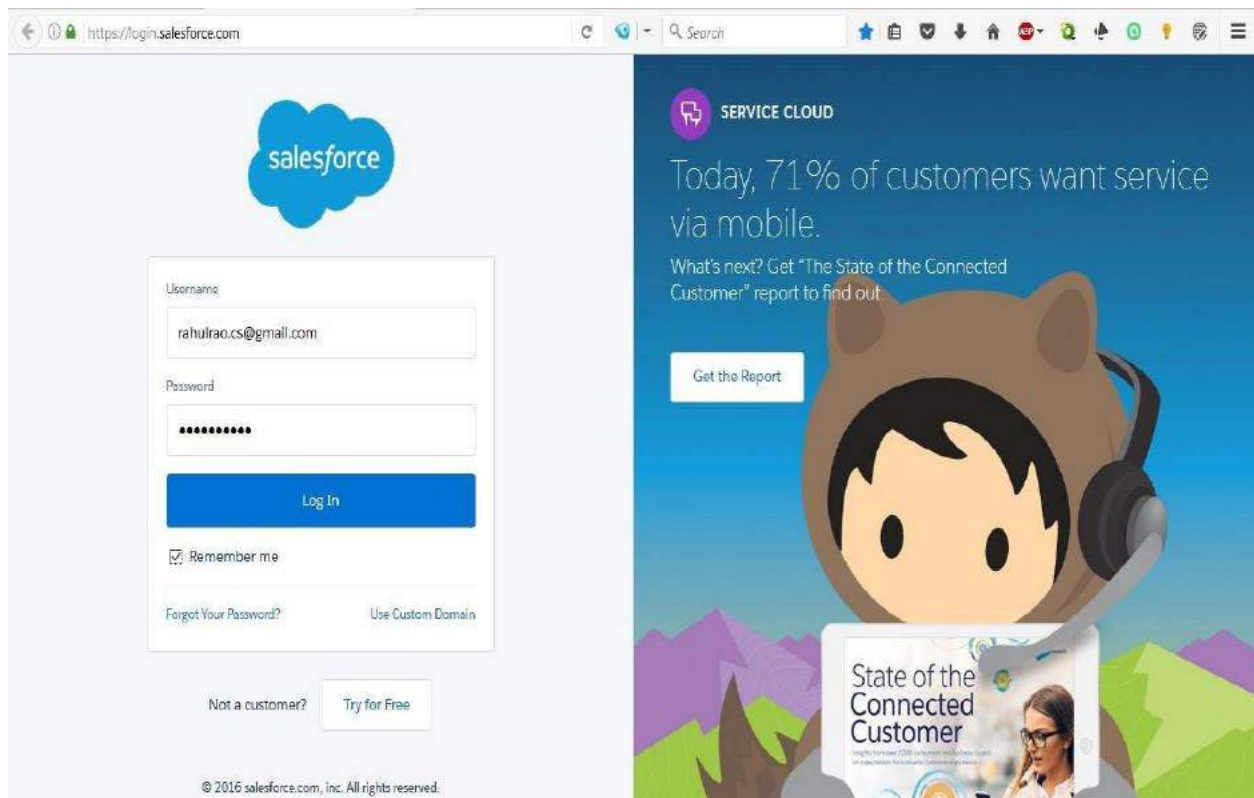 https://login.salesforce.com
Search
ABP
salesforce
Username
rahulrao.cs@gmail.com
Password
Log In
Remember me
Forgot Your Password?
Use Custom Domain
Not a customer?
Try for Free
© 2016 salesforce.com, inc. All rights reserved.
SERVICE CLOUD
Today, 71% of customers want service
via mobile.
What's next? Get “The State of the Connected
Customer” report to find out.
Get the Report
State of the
Connected
Customer